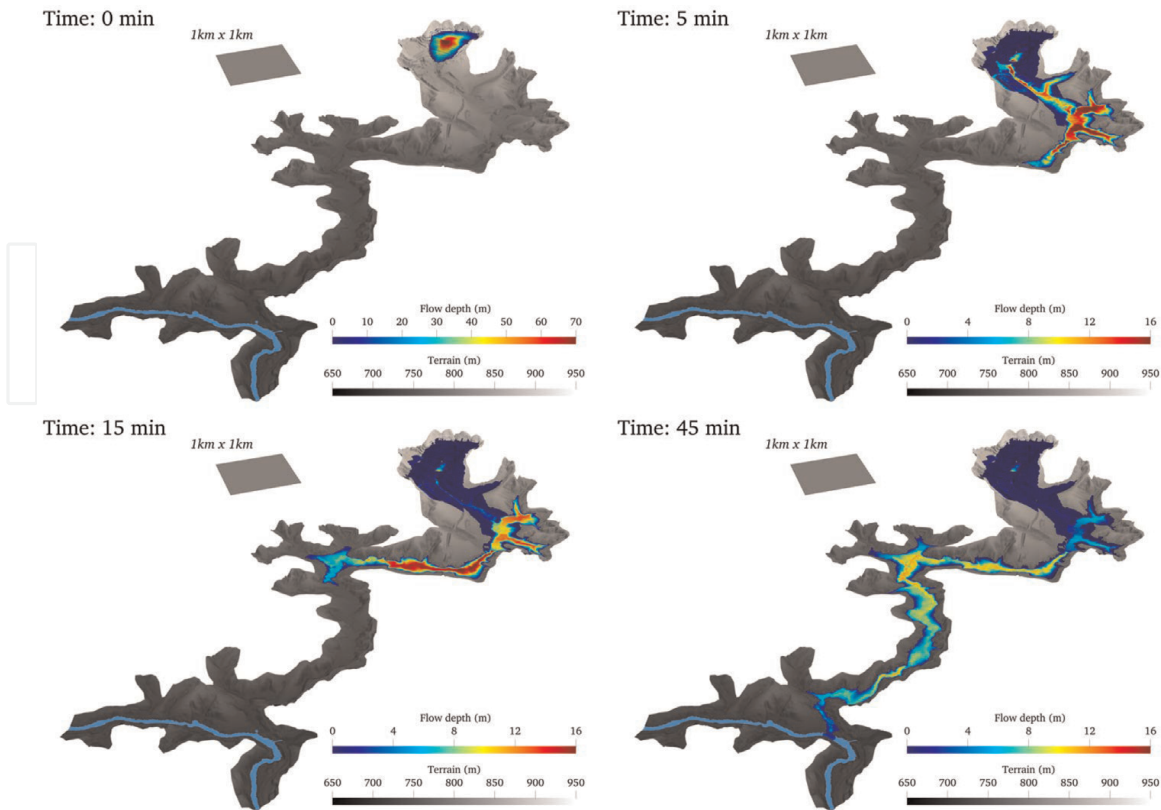 Time: 0 min
1km x 1km
Flow depth (m)
0 10 20 30 40 50 60 70
Terrain (m)
650 700 750 800 850 900 950
Time: 5 min
1km x 1km
Flow depth (m)
0 4 8 12 16
Terrain (m)
650 700 750 800 850 900 950
Time: 15 min
1km x 1km
Flow depth (m)
0 4 8 12 16
Terrain (m)
650 700 750 800 850 900 950
Time: 45 min
1km x 1km
Flow depth (m)
0 4 8 12 16
Terrain (m)
650 700 750 800 850 900 950